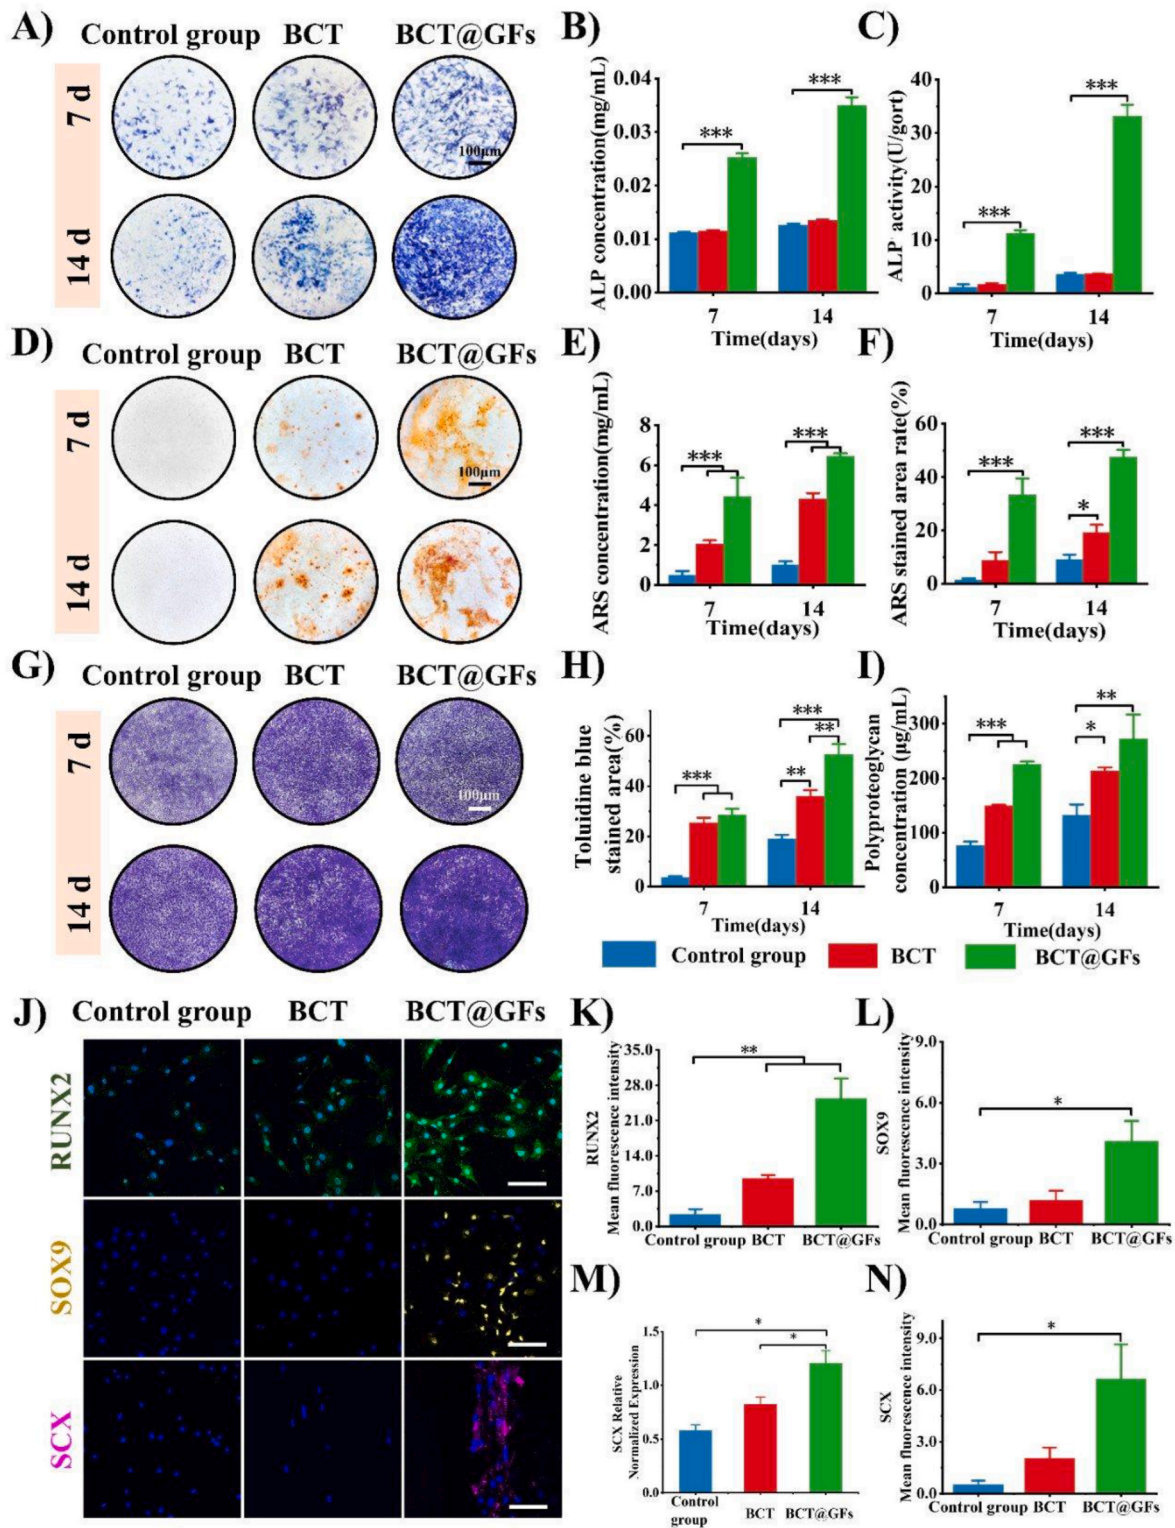 A)
Control group BCT BCT@GFs
7 d
100μm
14 d
B)
ALP concentration(mg/mL)
0.04
0.03
0.02
0.01
0.00
***
***
7 14
Time(days)
C)
ALP activity(U/gort)
40
30
20
10
0
***
***
7 14
Time(days)
D)
Control group BCT BCT@GFs
7 d
100μm
14 d
E)
ARS concentration(mg/mL)
8
6
4
2
0
***
***
7 14
Time(days)
F)
ARS stained area rate(%)
60
40
20
0
***
*
***
7 14
Time(days)
G)
Control group BCT BCT@GFs
7 d
100μm
14 d
H)
Toluidine blue
stained area(%)
60
40
20
0
***
***
**
**
7 14
Time(days)
I)
Polyproteoglycan
concentration (μg/mL)
300
200
100
0
***
**
*
7 14
Time(days)
Control group BCT BCT@GFs
J)
Control group BCT BCT@GFs
RUNX2
SOX9
SCX
K)
RUNX2
Mean fluorescence intensity
35.0
28.0
21.0
14.0
7.0
0.0
**
Control group BCT BCT@GFs
L)
SOX9
Mean fluorescence intensity
9.0
6.0
3.0
0.0
*
Control group BCT BCT@GFs
M)
SCX Relative
Normalized Expression
1.5
1.0
0.5
0.0
*
*
Control
group
BCT BCT@GFs
N)
SCX
Mean fluorescence intensity
9.0
6.0
3.0
0.0
*
Control group BCT BCT@GFs